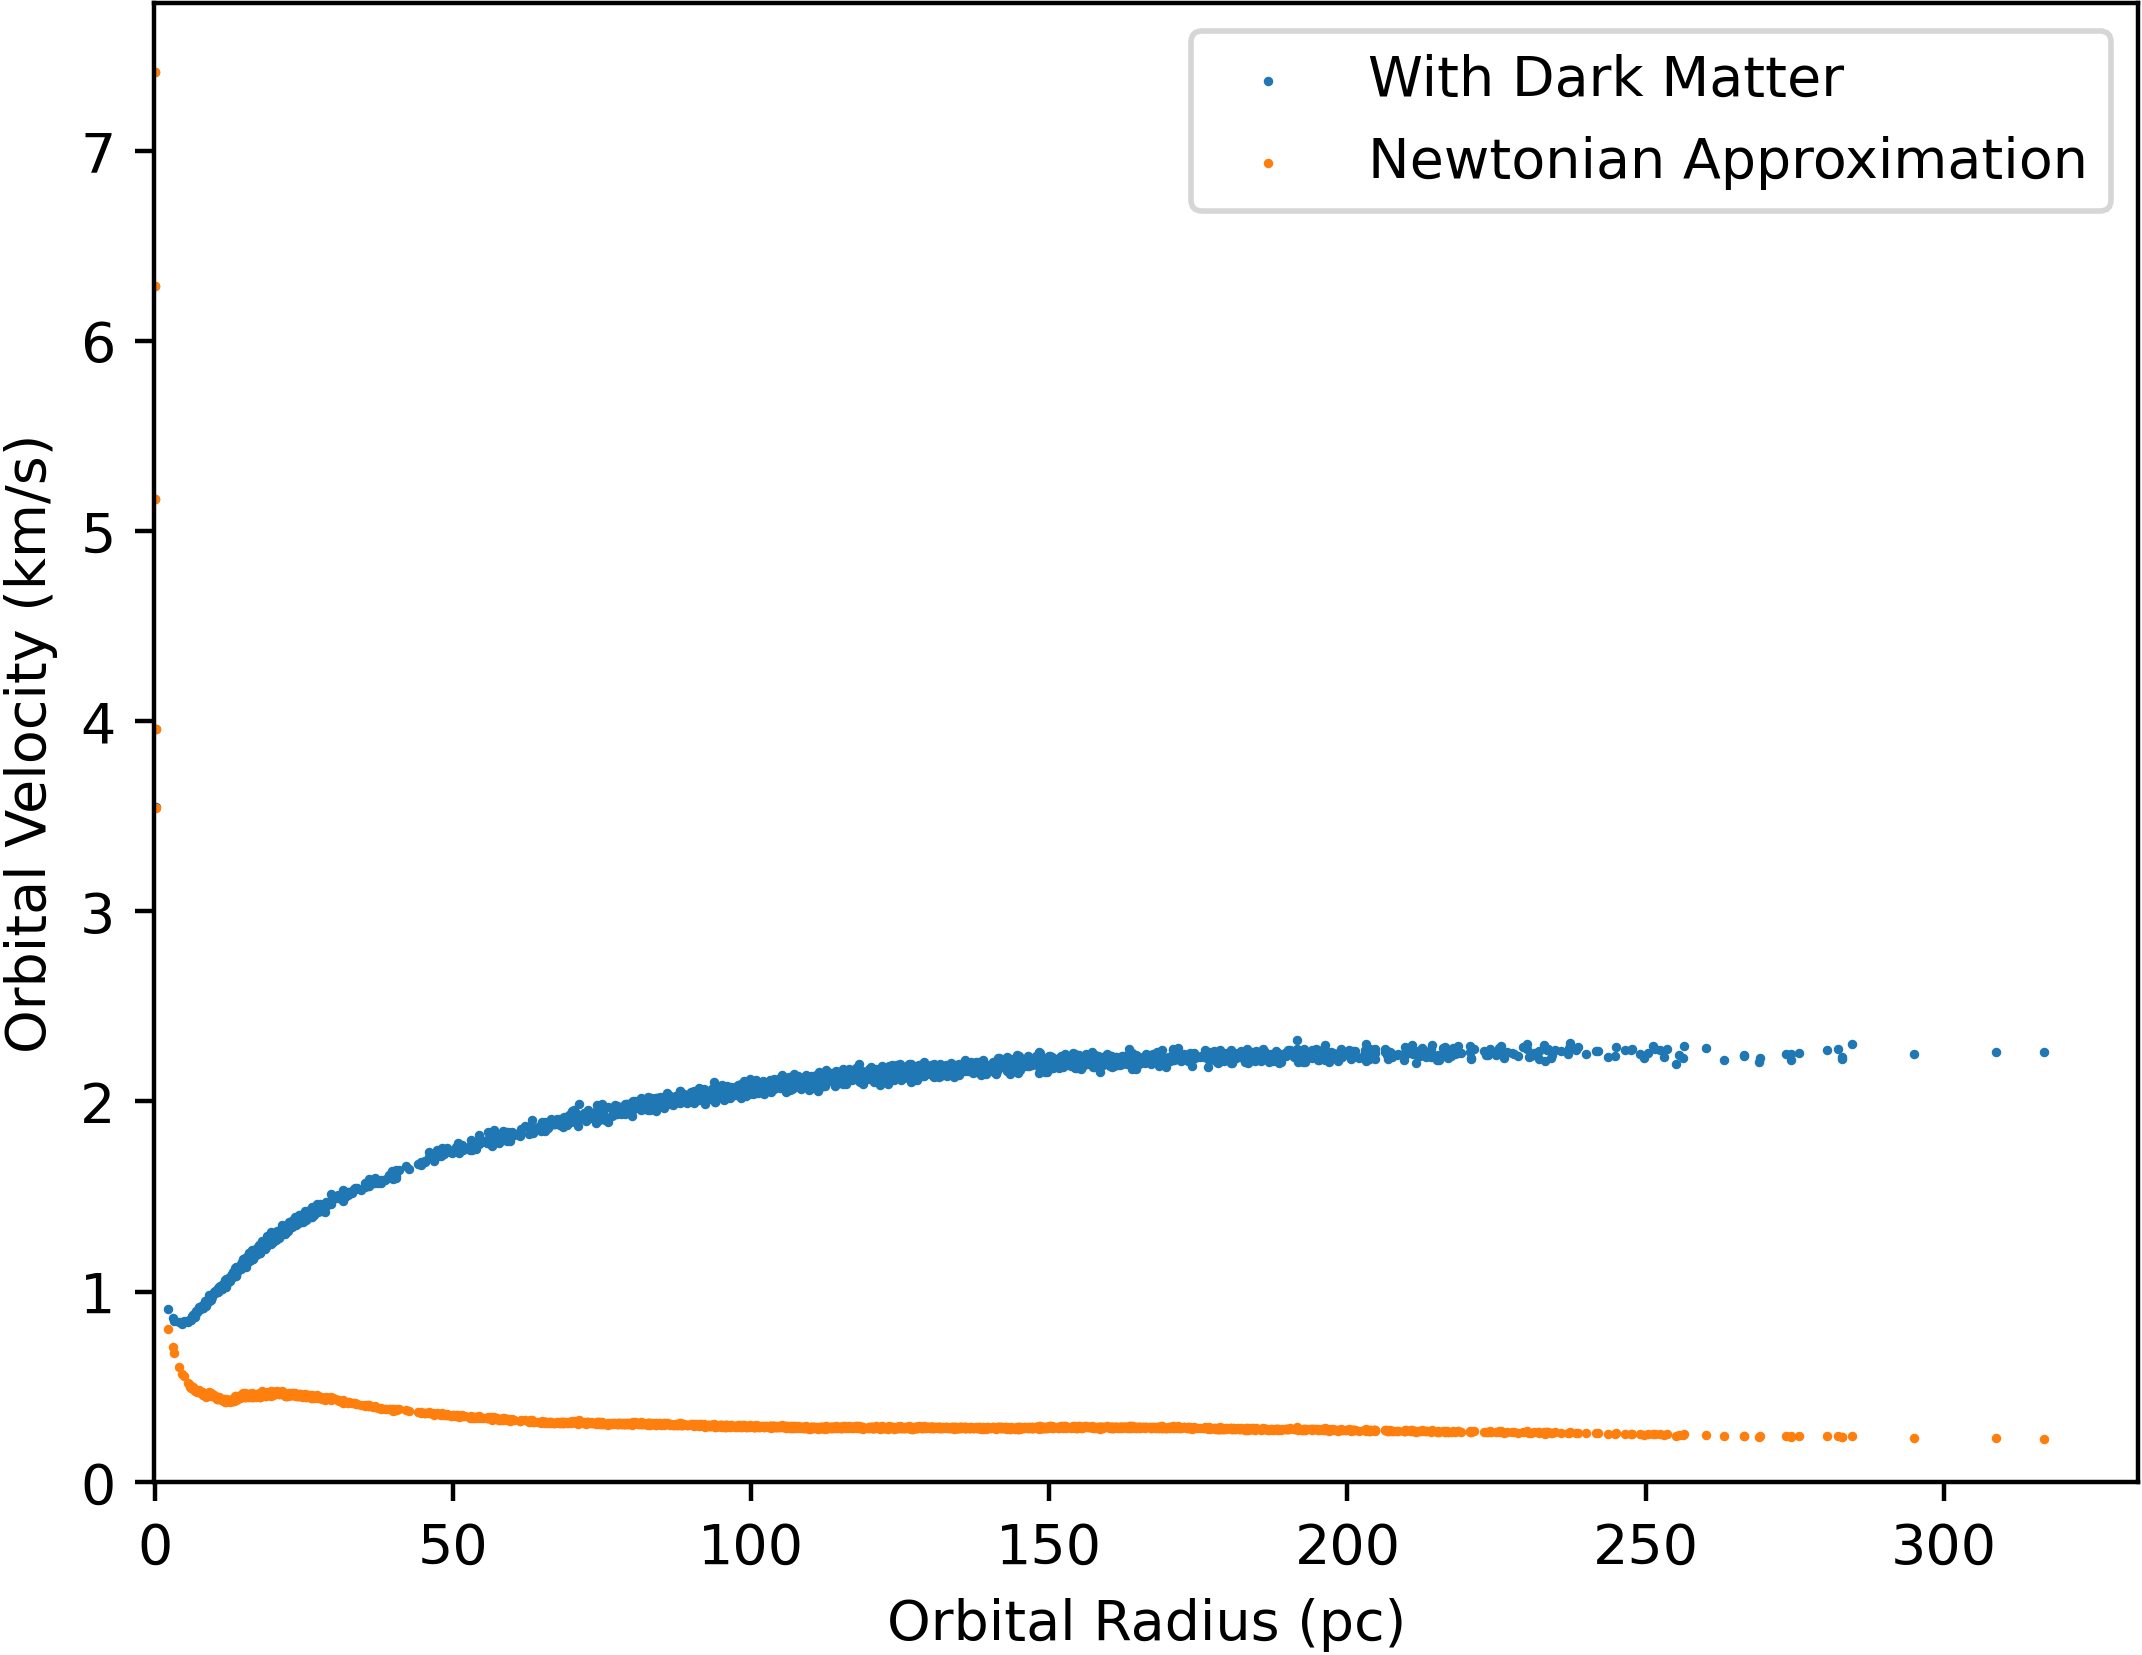 With Dark Matter
Newtonian Approximation
7
6
5
4
3
2
1
0
Orbital Velocity (km/s)
0 50 100 150 200 250 300
Orbital Radius (pc)